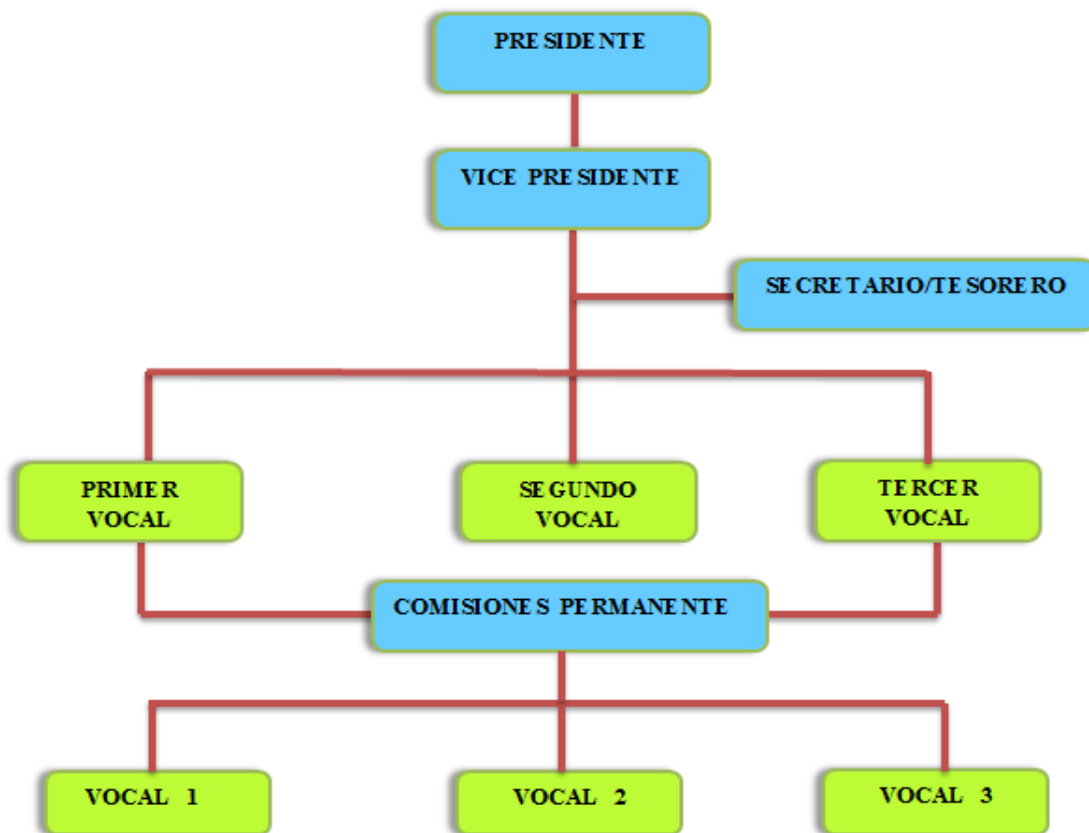 PRESIDENTE
VICE PRESIDENTE
SECRETARIO/TESORERO
PRIMER
VOCAL
SEGUNDO
VOCAL
TERCER
VOCAL
COMISIONES PERMANENTE
VOCAL 1
VOCAL 2
VOCAL 3